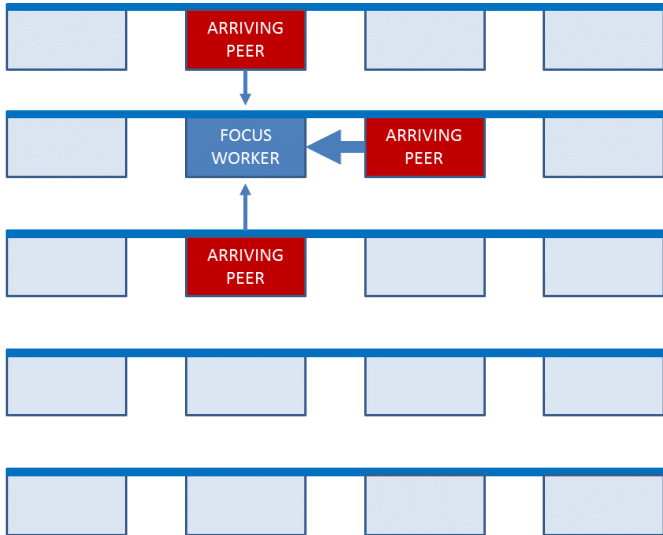 ARRIVING
PEER
FOCUS
WORKER
ARRIVING
PEER
ARRIVING
PEER